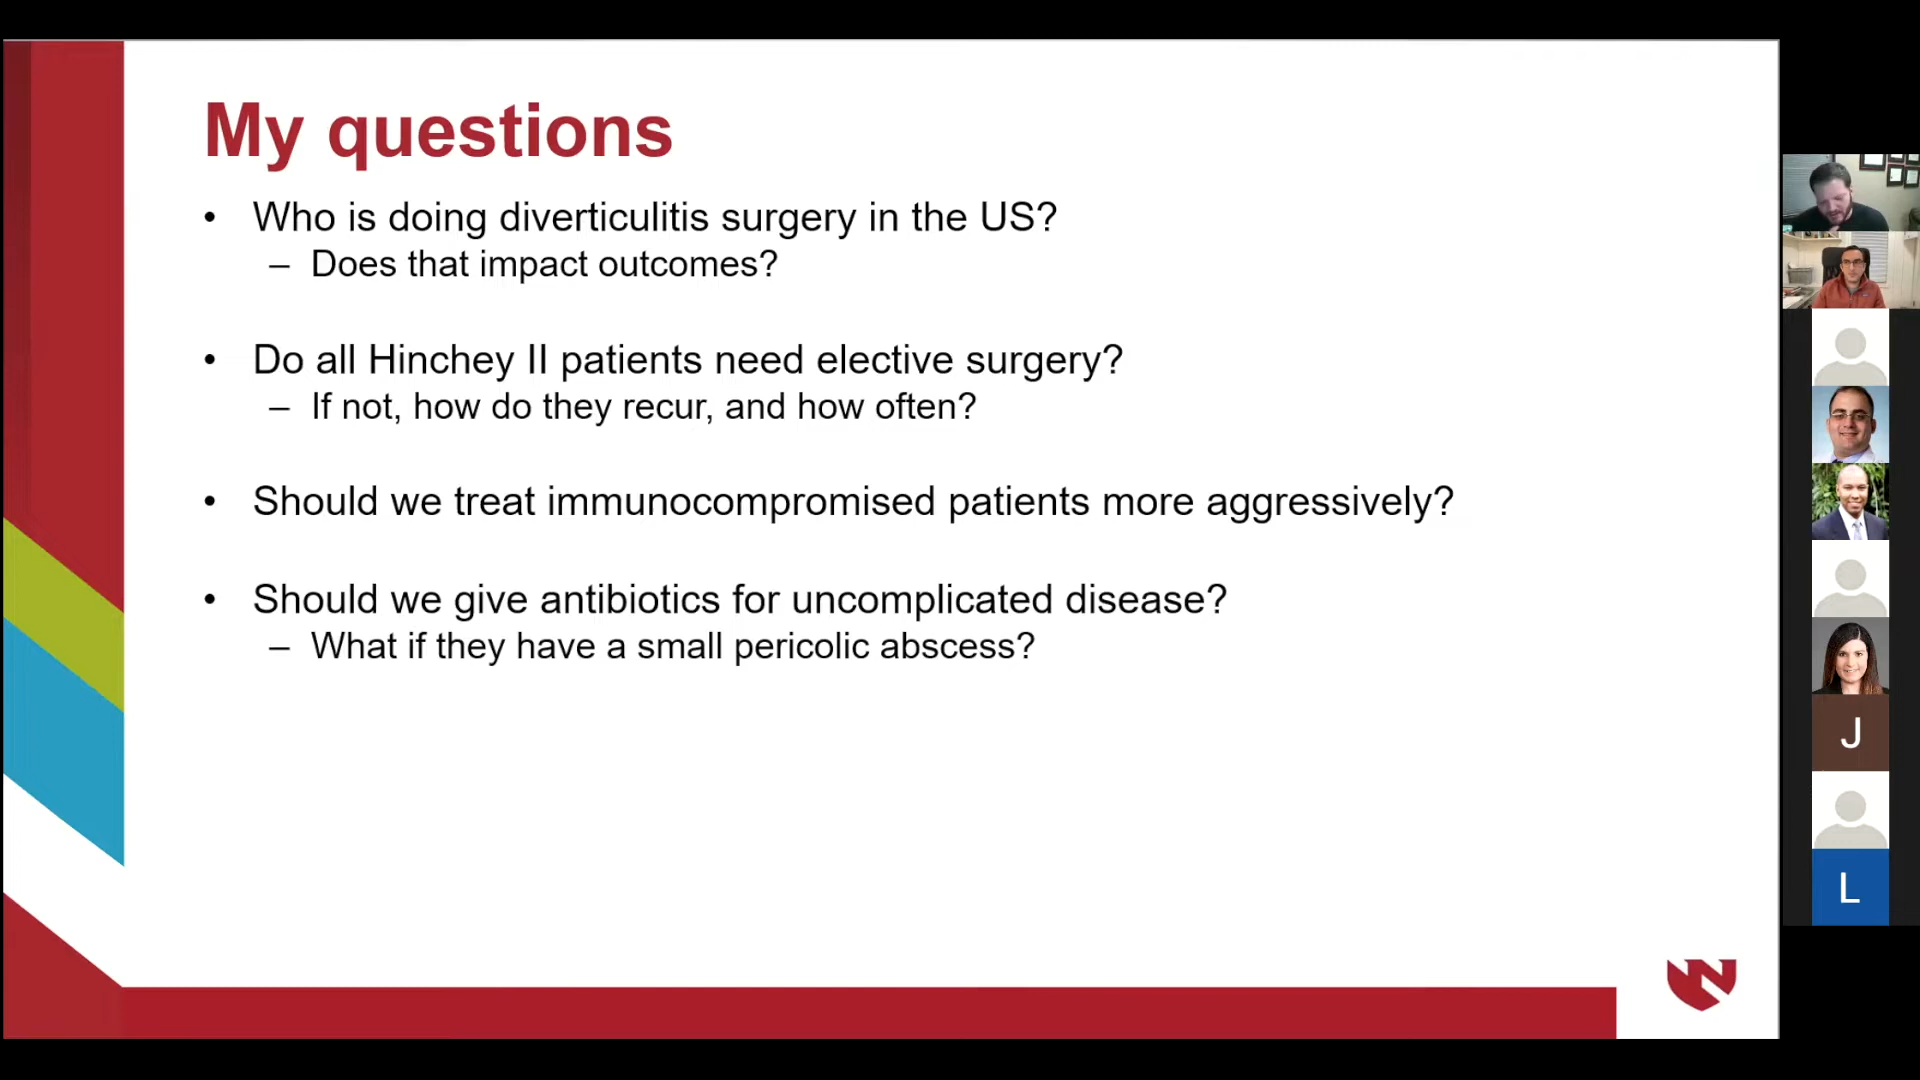 My questions
• Who is doing diverticulitis surgery in the US?
– Does that impact outcomes?
• Do all Hinchey II patients need elective surgery?
– If not, how do they recur, and how often?
• Should we treat immunocompromised patients more aggressively?
• Should we give antibiotics for uncomplicated disease?
– What if they have a small pericolic abscess?
J
L
N